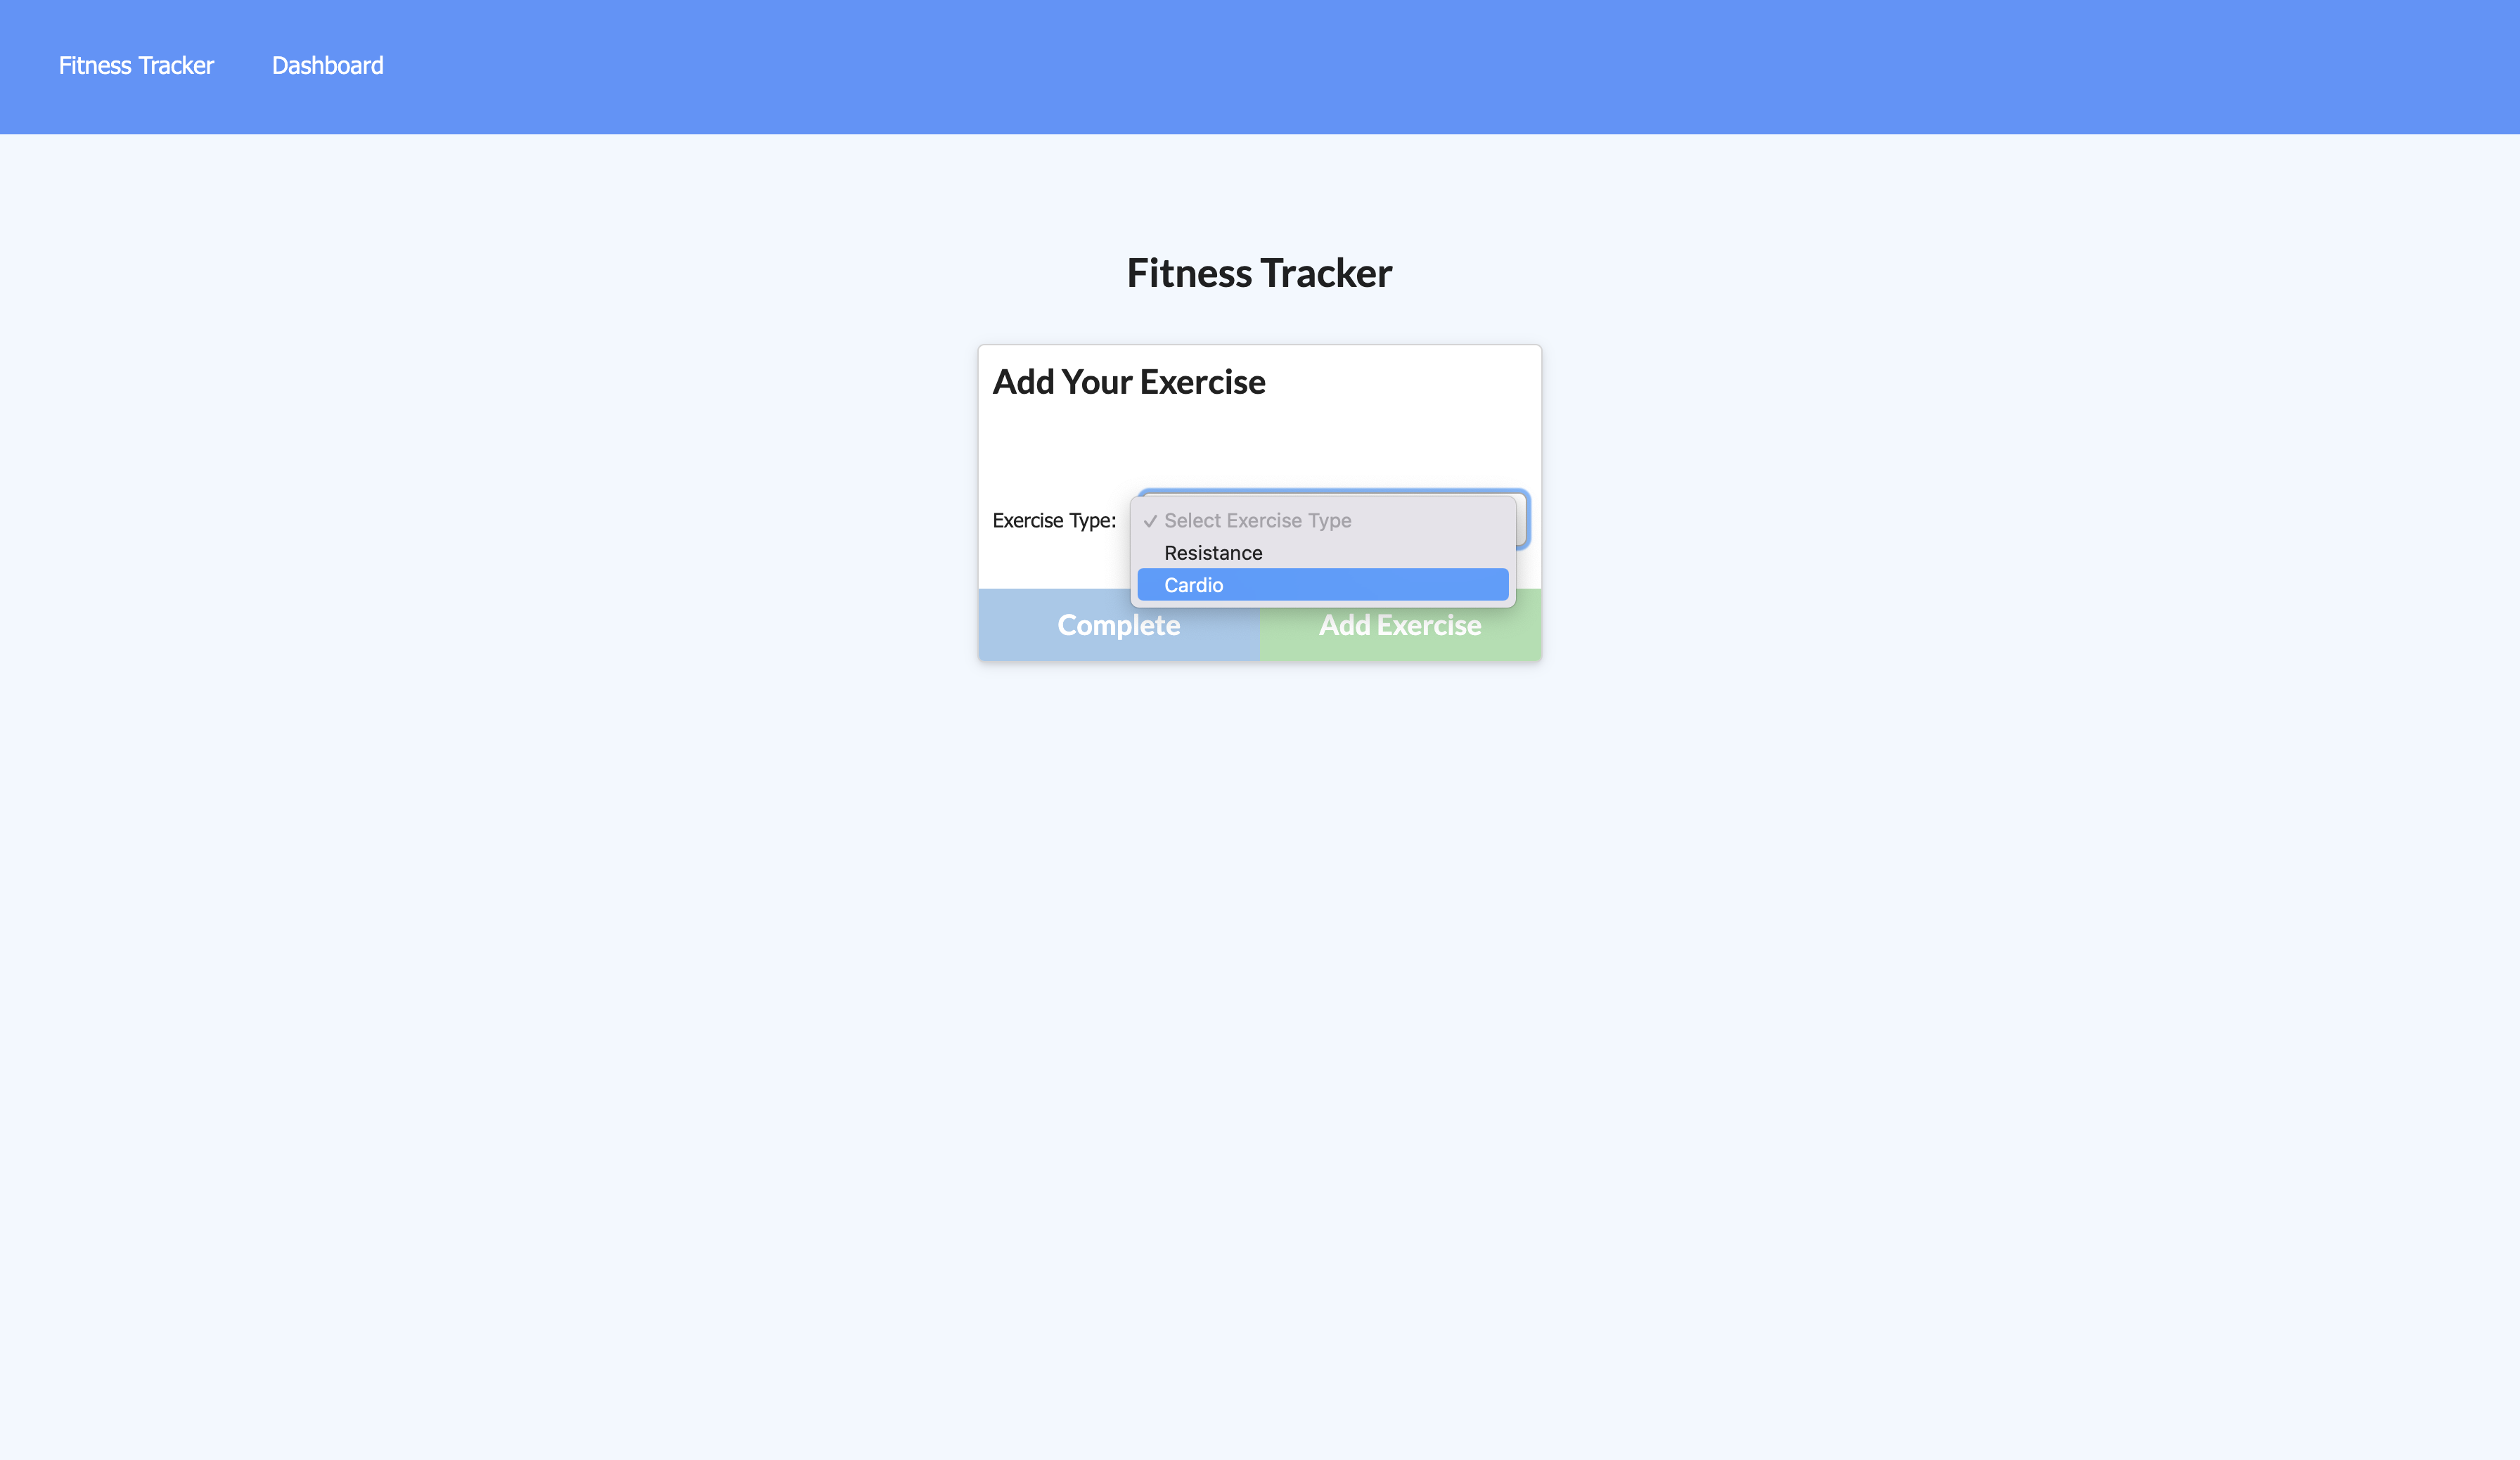 Fitness Tracker Dashboard
Fitness Tracker
Add Your Exercise
Exercise Type: ✓ Select Exercise Type
Resistance
Cardio
Complete Add Exercise